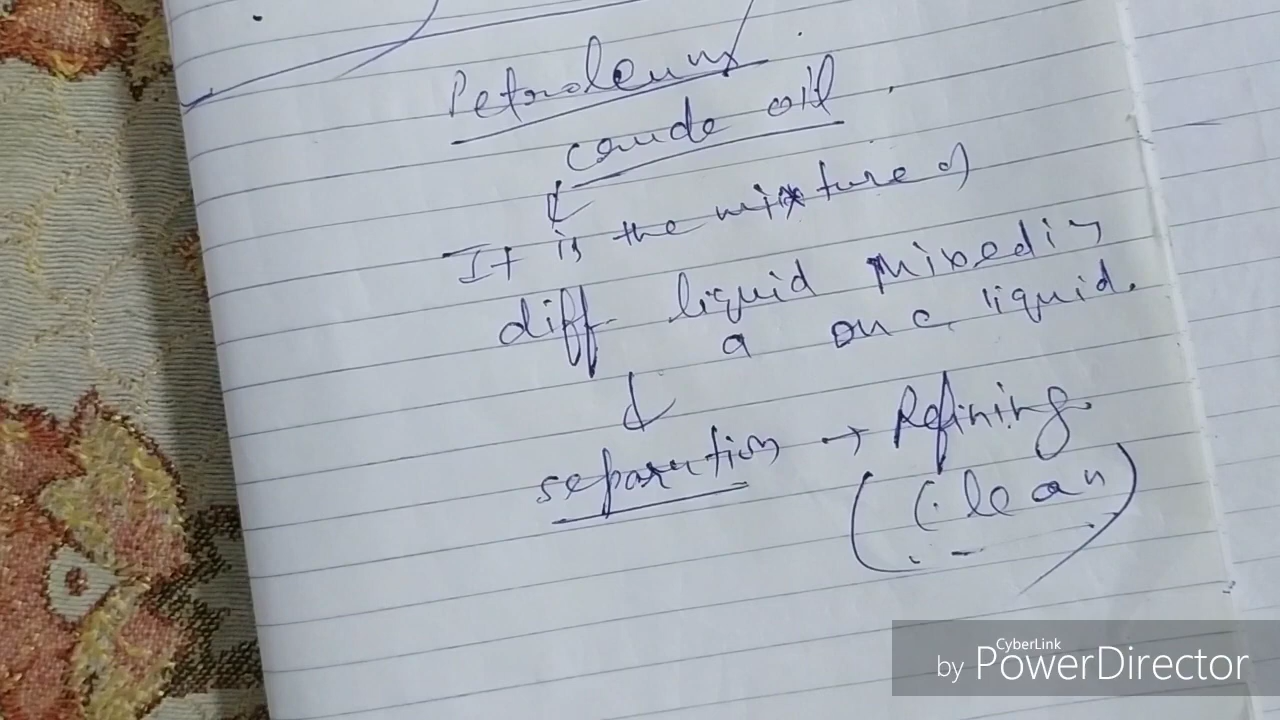 Petroleum
crude oil
It is the mixture of
diff. liquid mixed in
a one liquid.
separation → Refining
(clean)
CyberLink
by PowerDirector